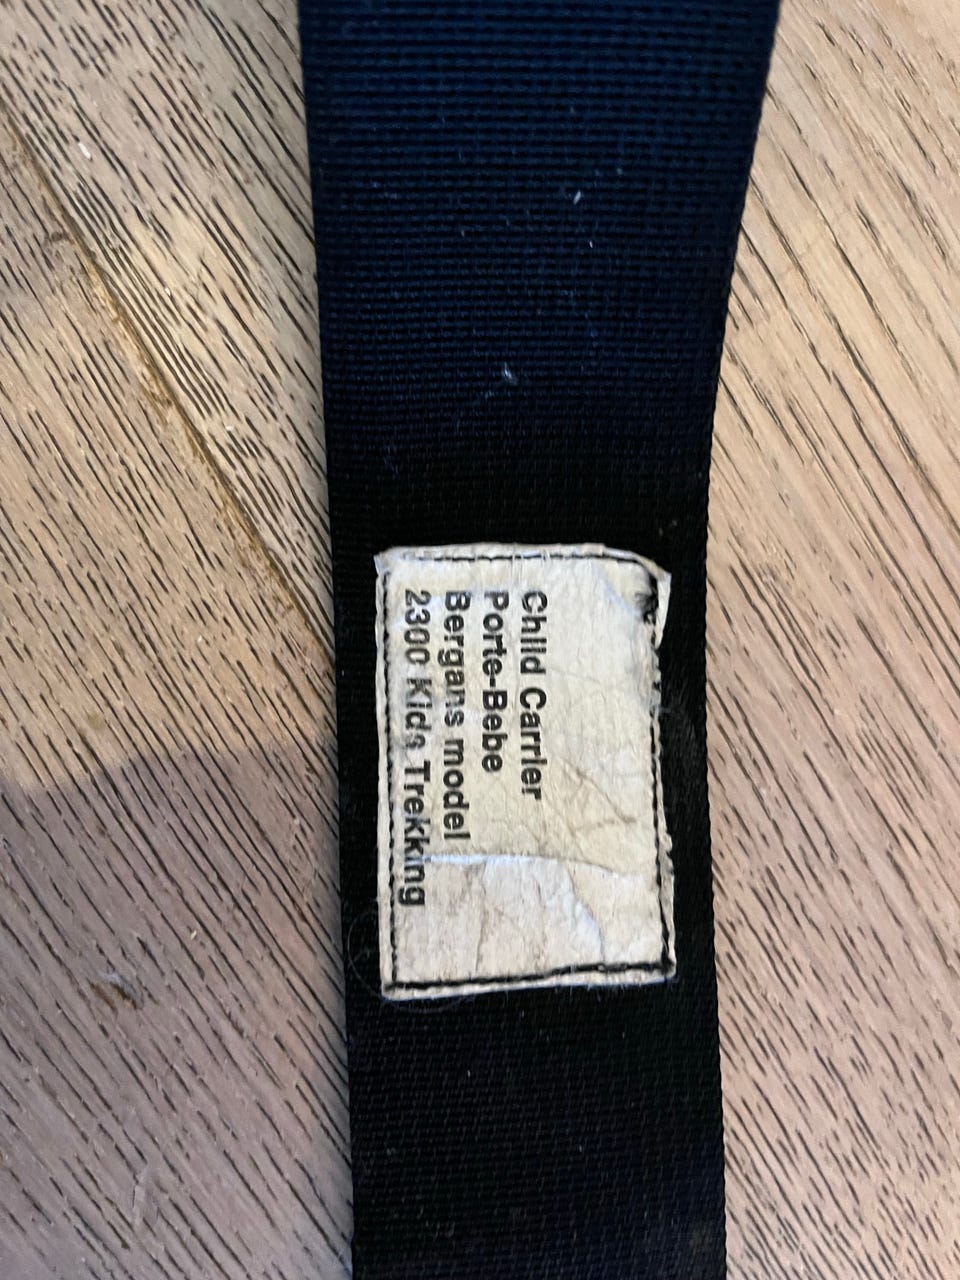 Child Carrier
Porte-Bebe
Bergans model
2300 Kids Trekking